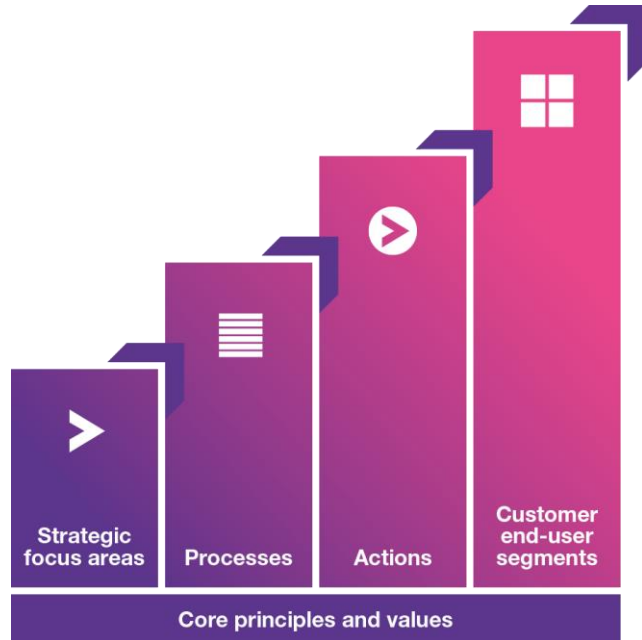 Strategic
focus areas
Processes
Actions
Customer
end-user
segments
Core principles and values